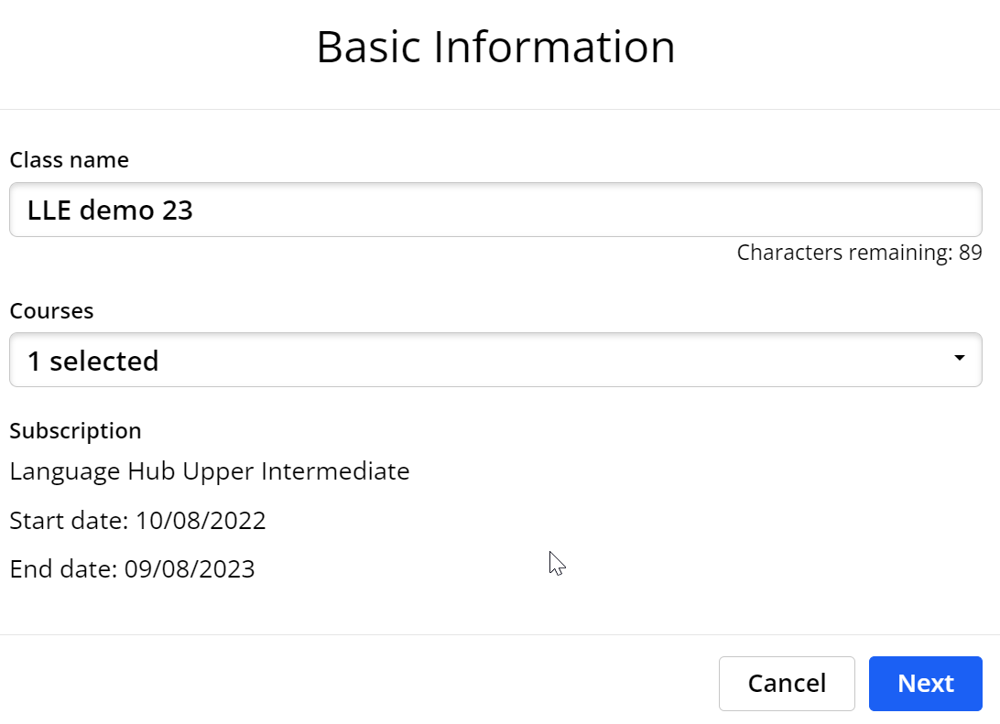 Basic Information
Class name
LLE demo 23
Characters remaining: 89
Courses
1 selected
Subscription
Language Hub Upper Intermediate
Start date: 10/08/2022
End date: 09/08/2023
Cancel Next